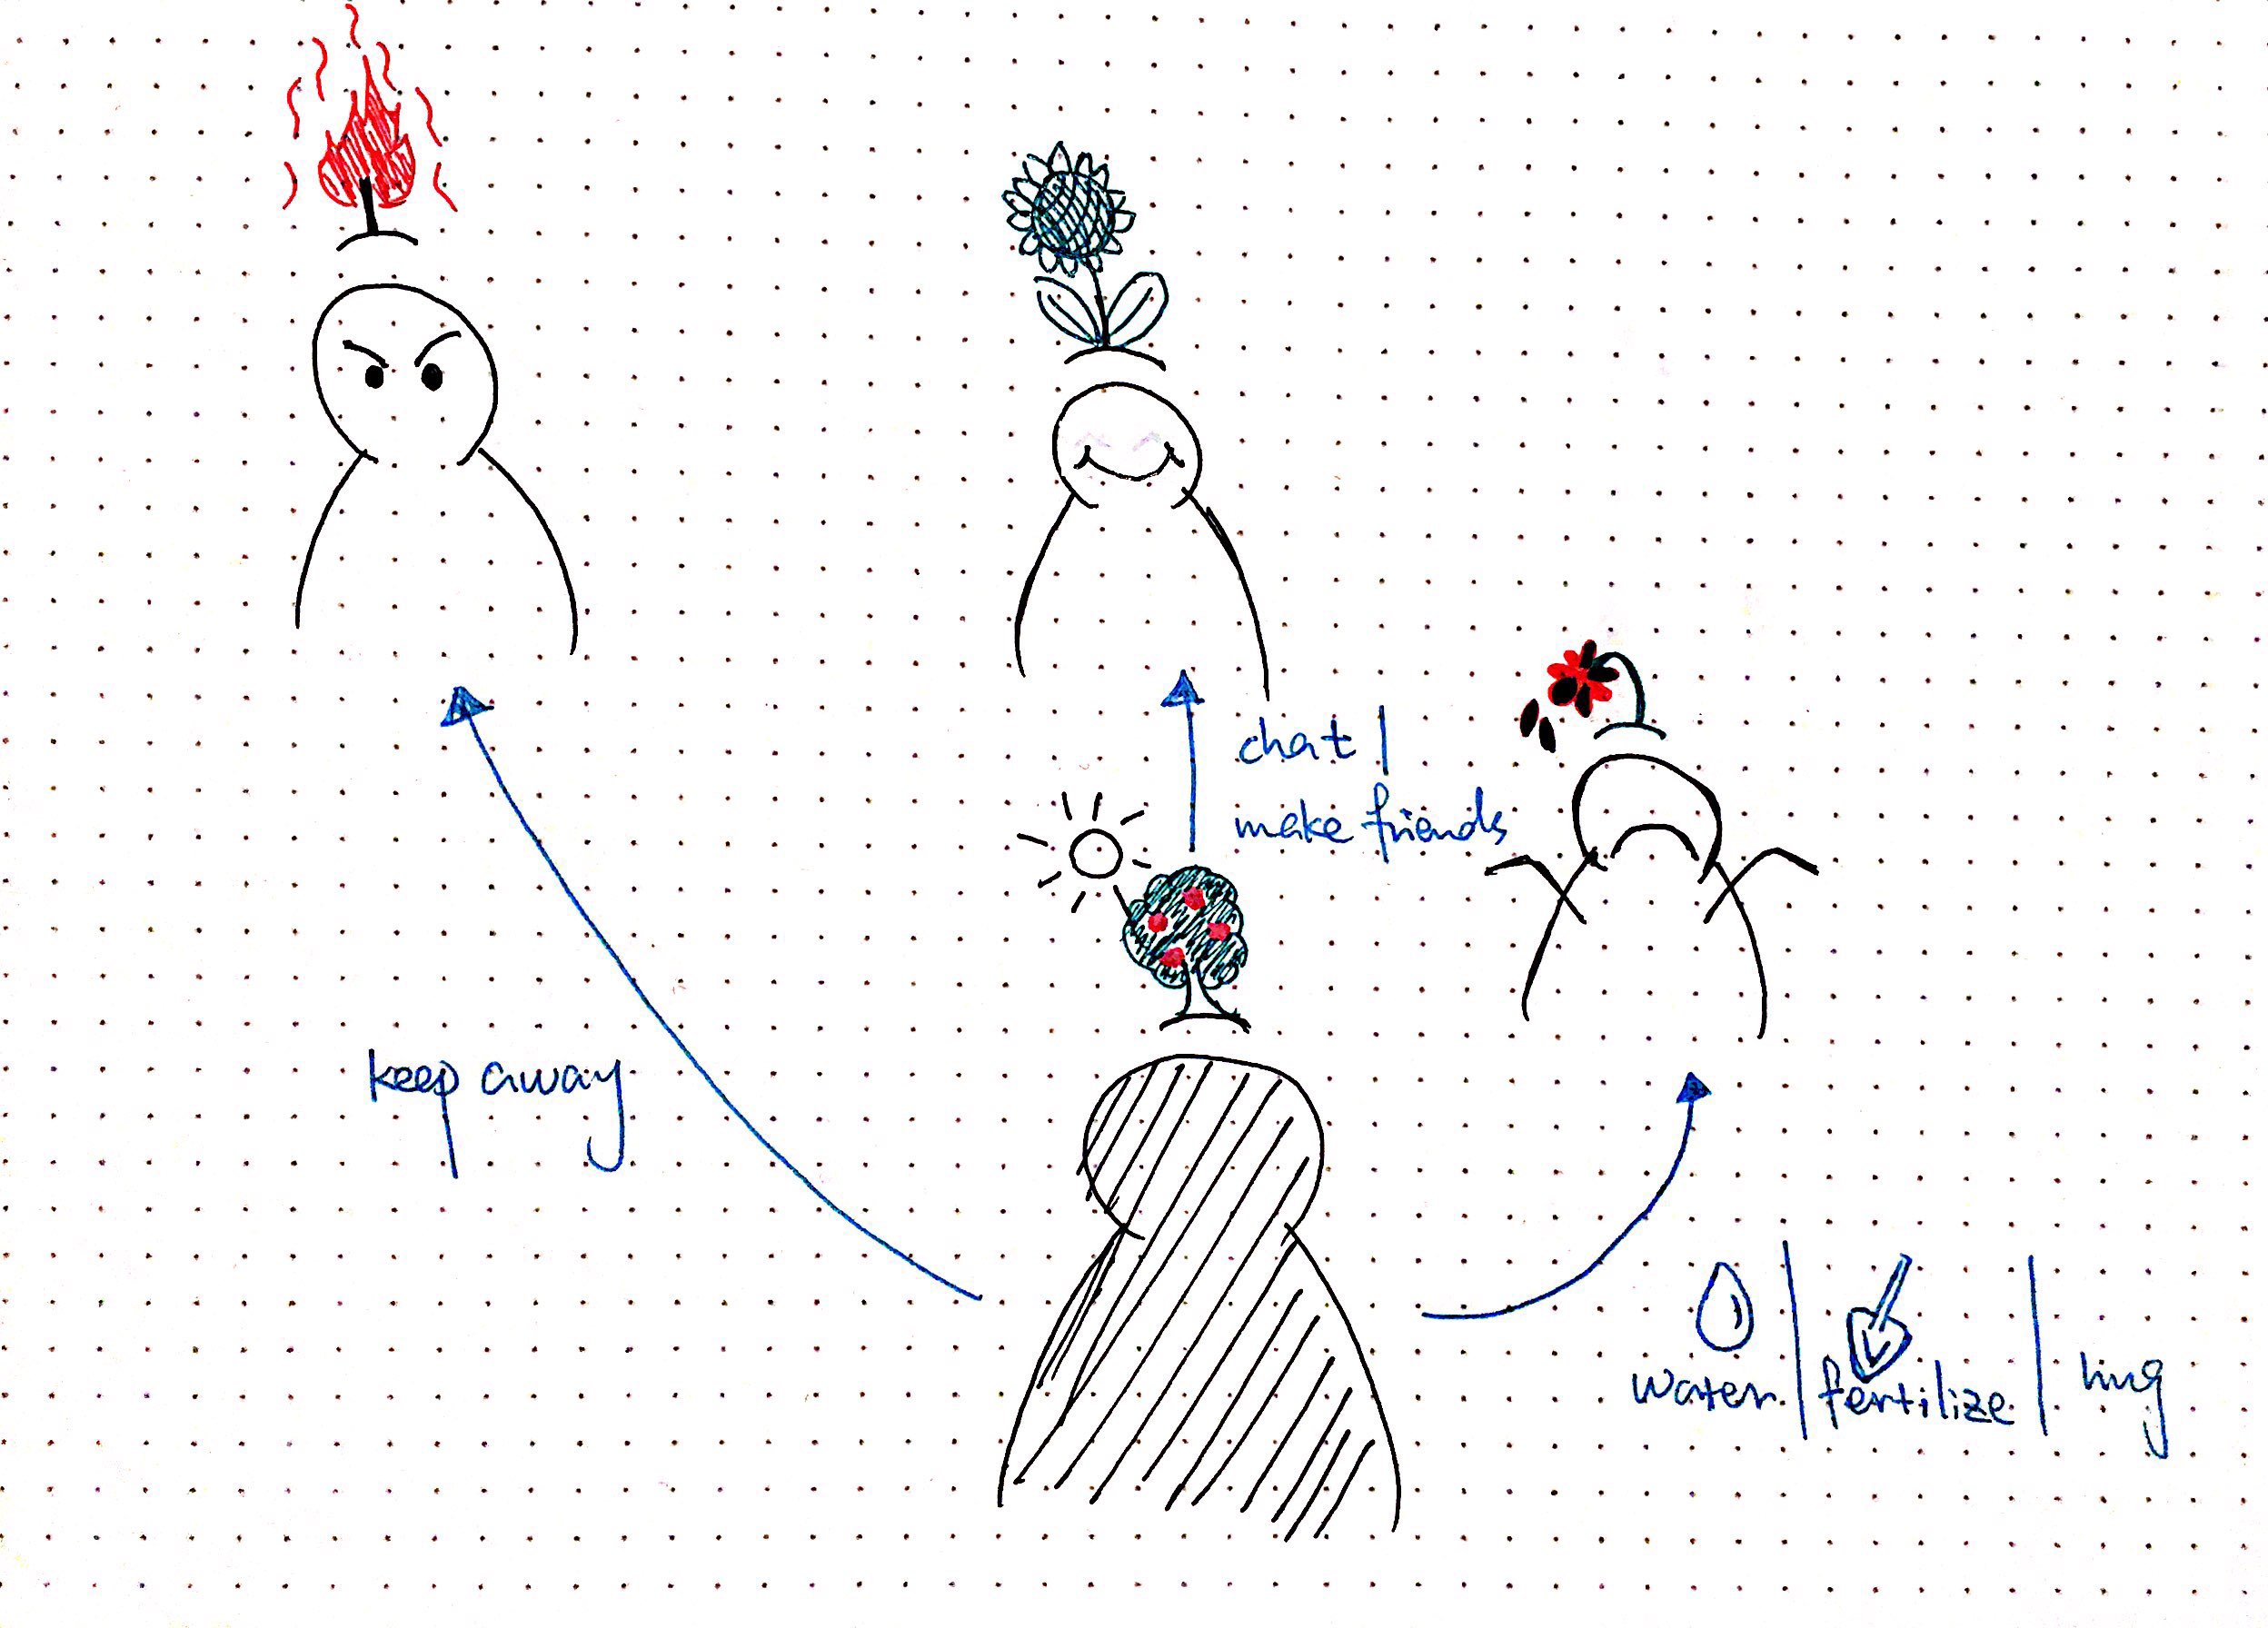 chat |
make friends
keep away
water | fertilize | hug